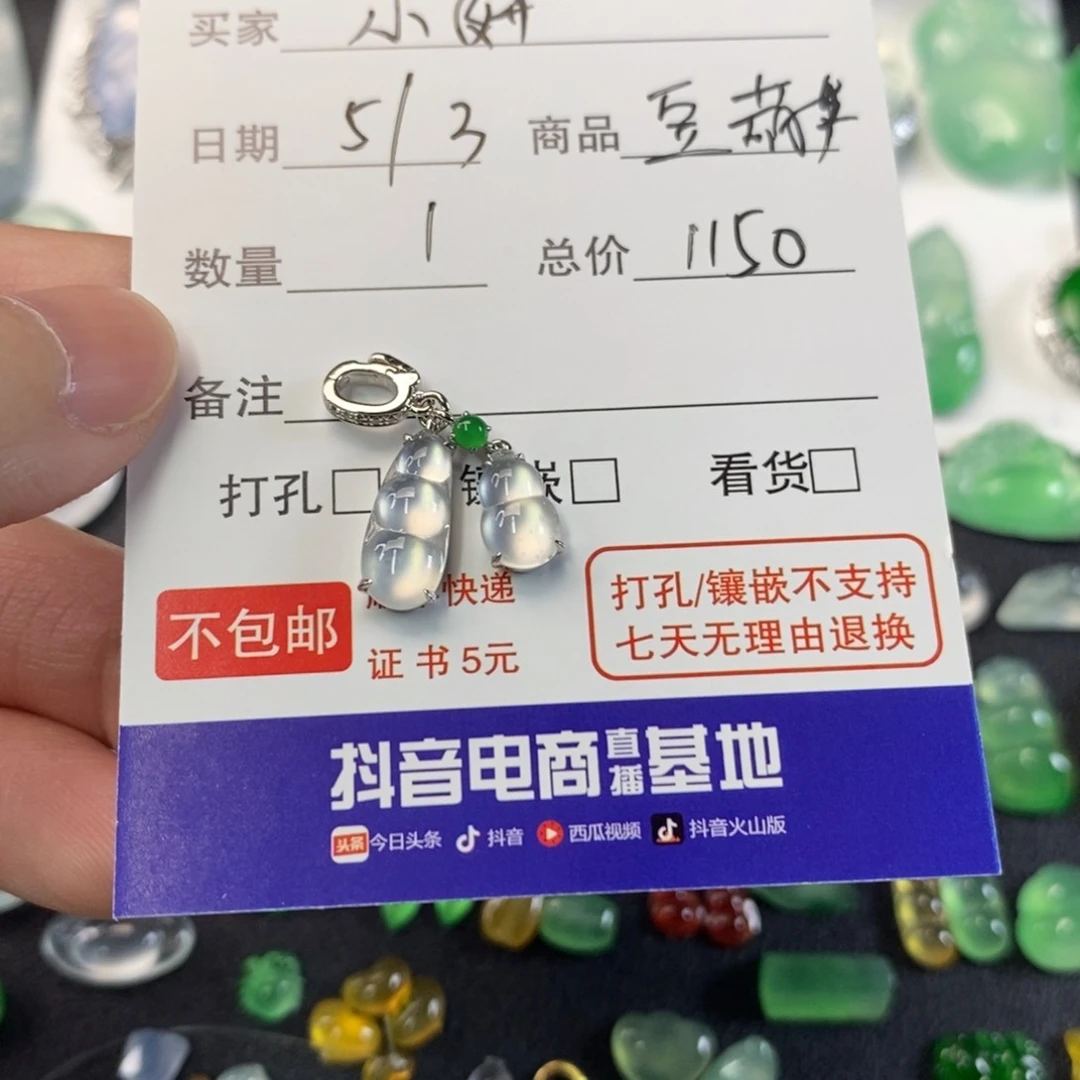 买家 小妍
日期 5/3 商品 豆荚
数量 1 总价 1150
备注
打孔 镶嵌 看货
快递
不包邮
证书5元
打孔/镶嵌不支持
七天无理由退换
抖音电商直播基地
头条 今日头条 抖音 西瓜视频 抖音火山版